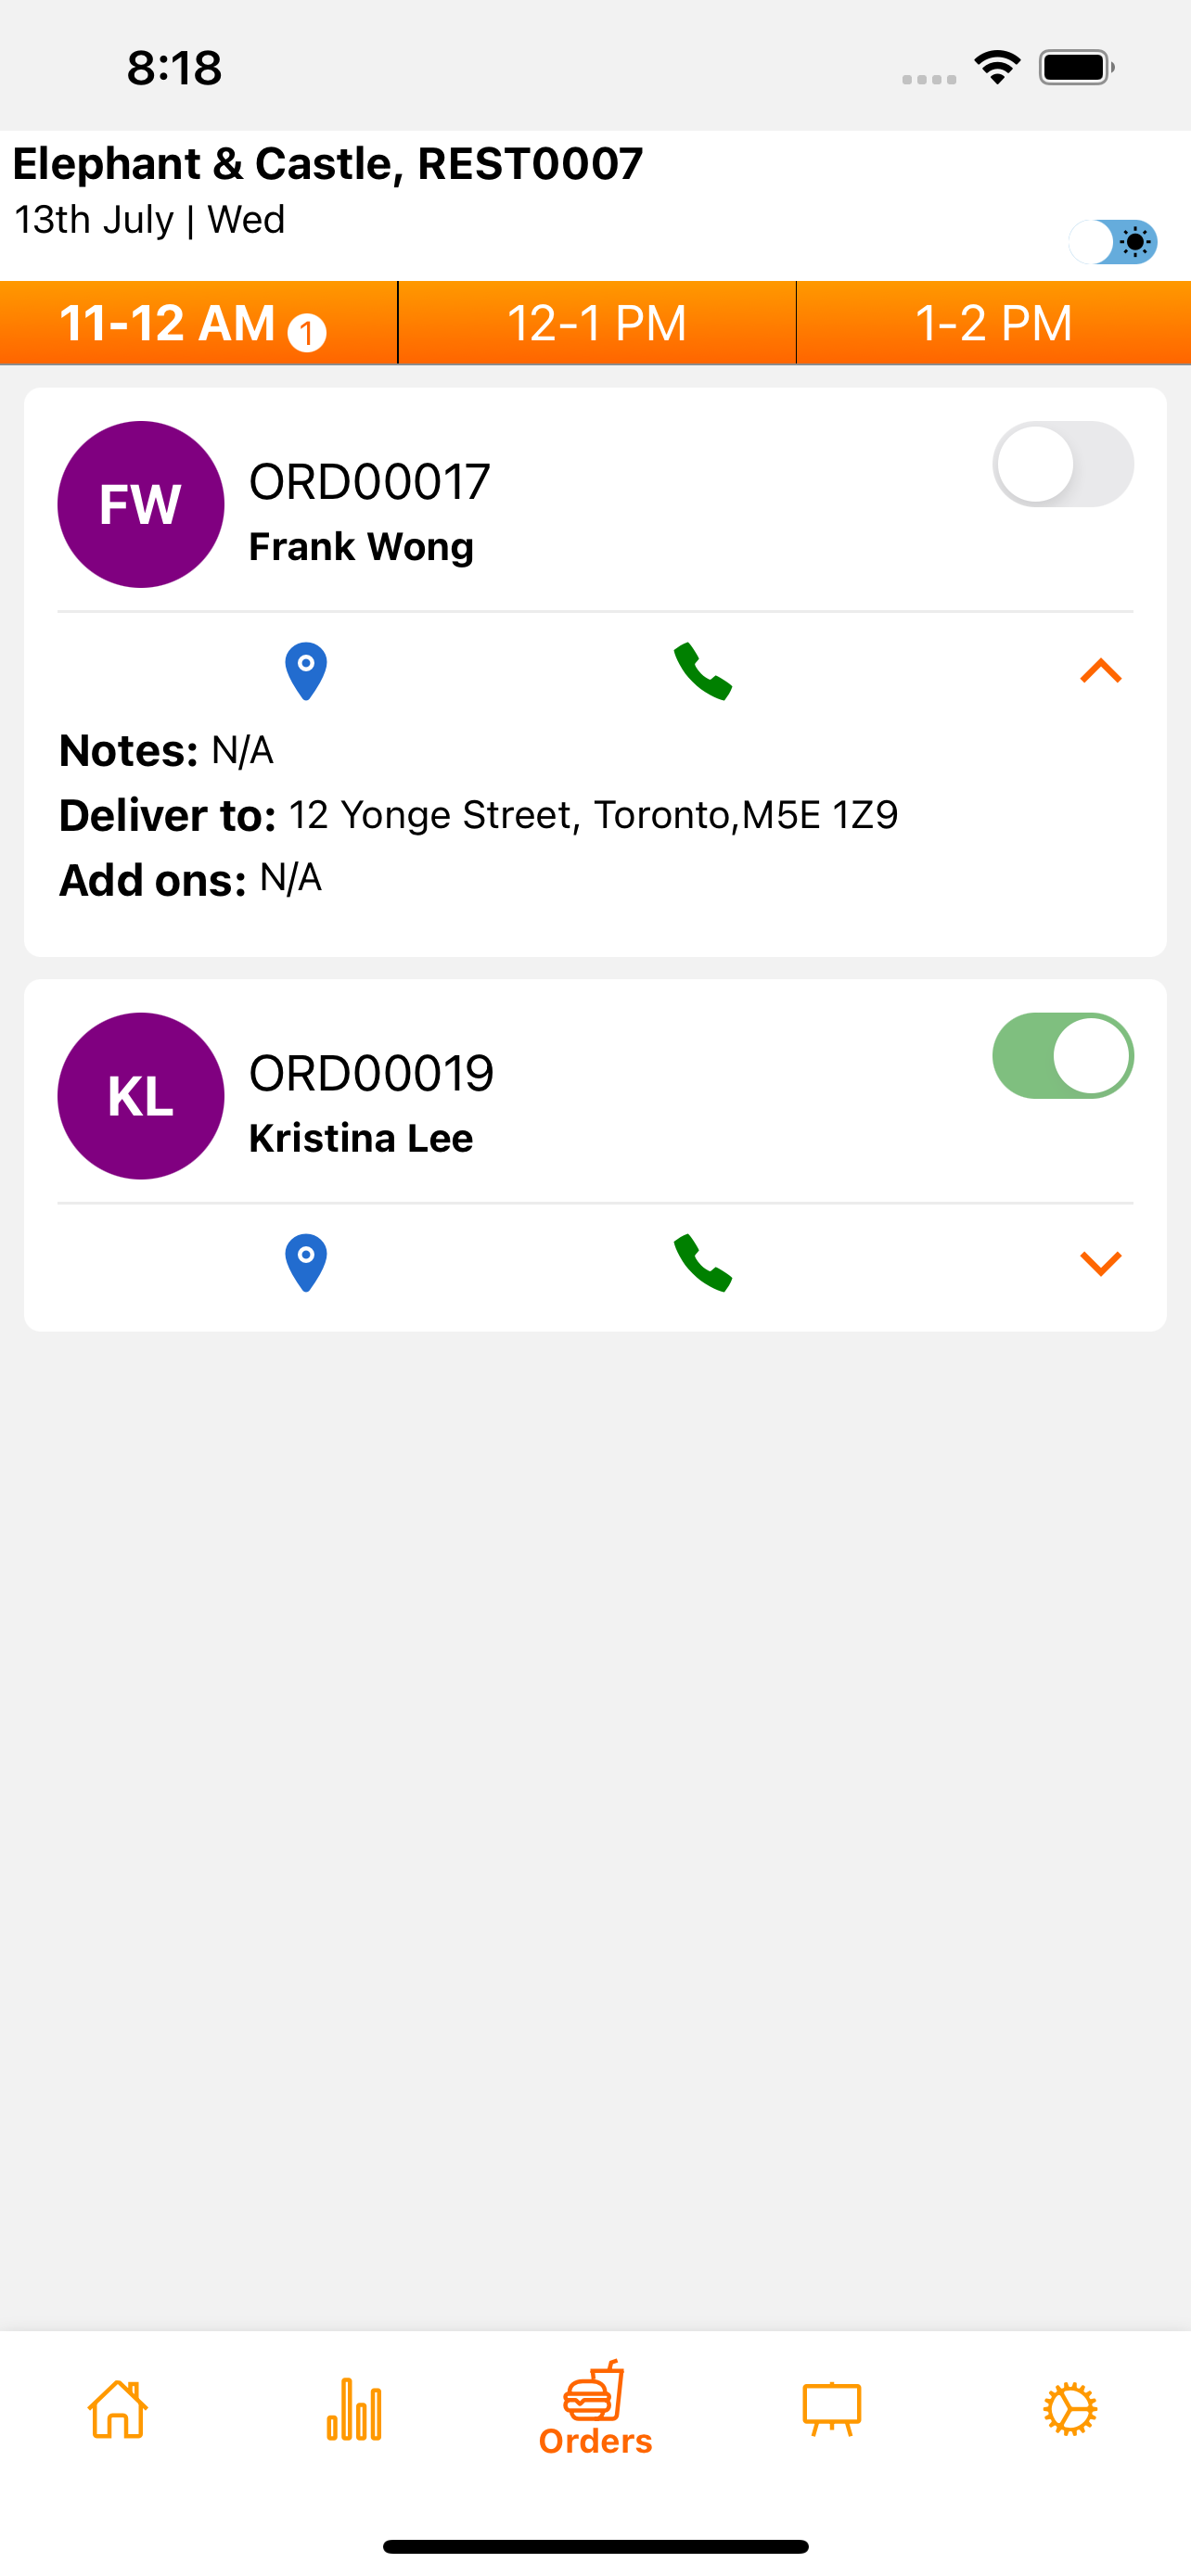 8:18
Elephant & Castle, REST0007
13th July | Wed
11-12 AM 1
12-1 PM
1-2 PM
FW
ORD00017
Frank Wong
Notes: N/A
Deliver to: 12 Yonge Street, Toronto,M5E 1Z9
Add ons: N/A
KL
ORD00019
Kristina Lee
Orders